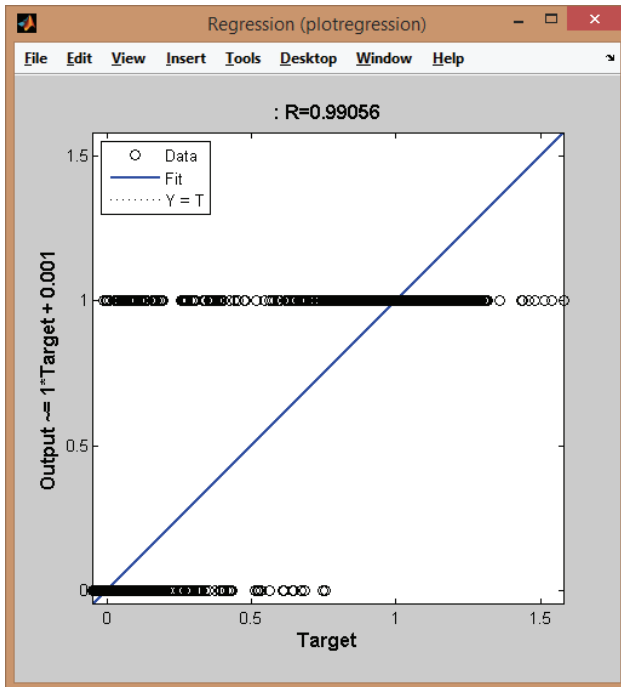 Regression (plotregression)
File Edit View Insert Tools Desktop Window Help
: R=0.99056
Data
Fit
Y = T
Output ~= 1*Target + 0.001
1.5
1
0.5
0
0 0.5 1 1.5
Target